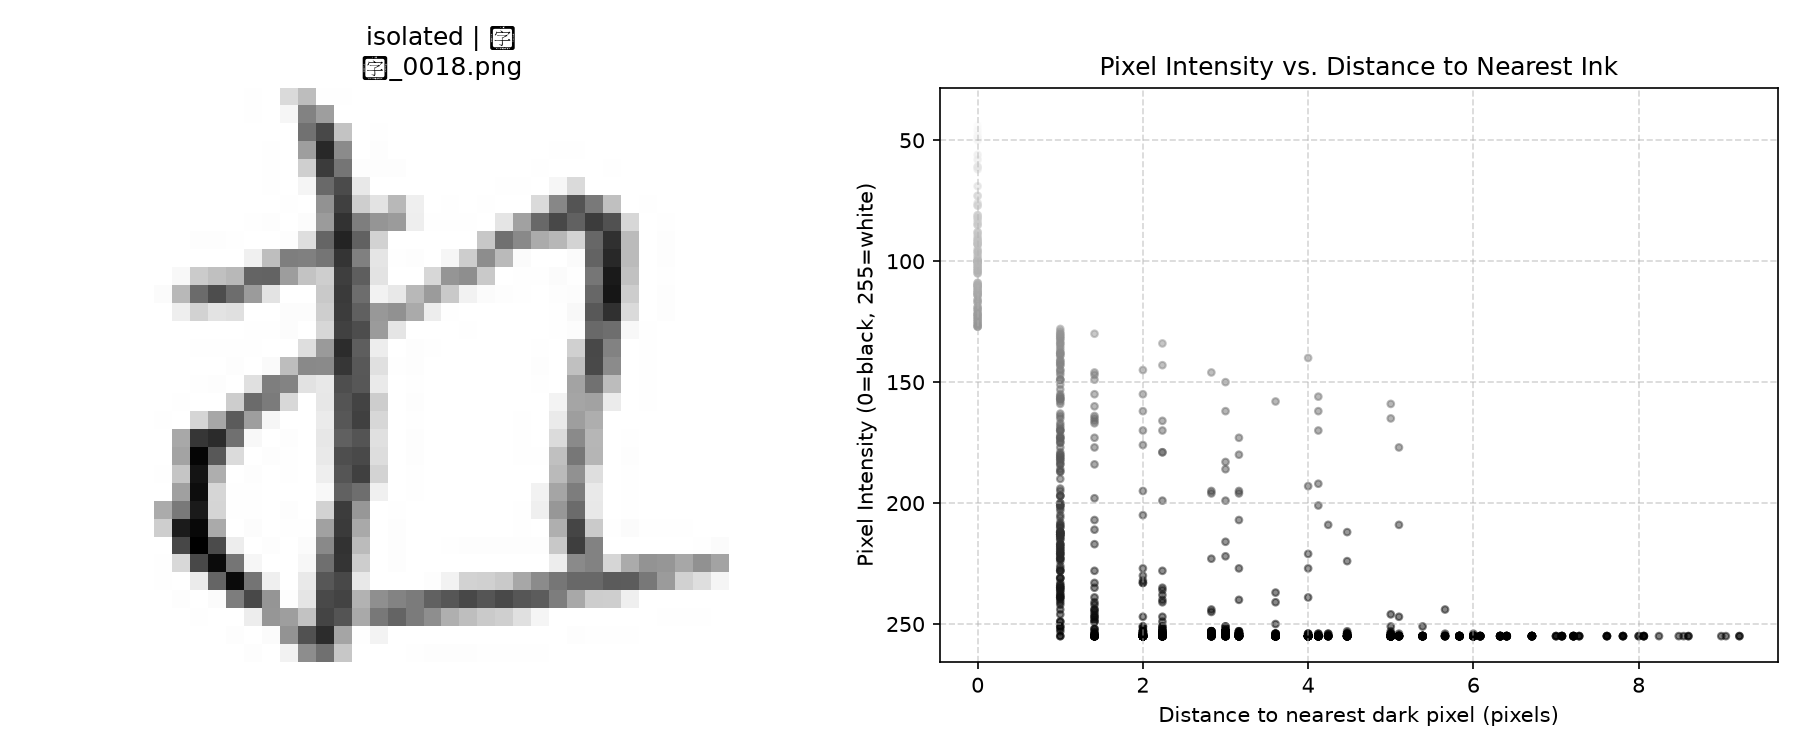 isolated |
_0018.png
Pixel Intensity vs. Distance to Nearest Ink
Pixel Intensity (0=black, 255=white)
50
100
150
200
250
0 2 4 6 8
Distance to nearest dark pixel (pixels)